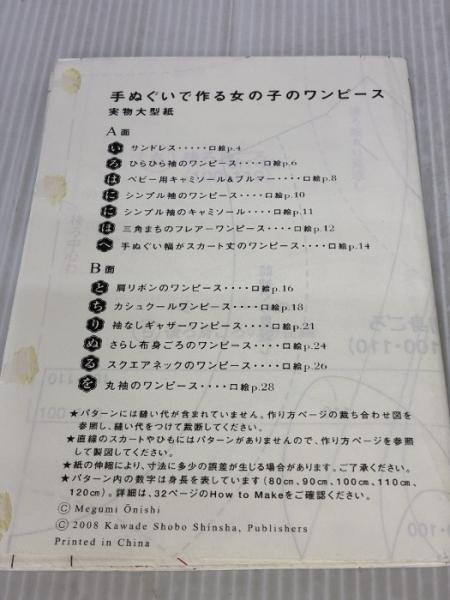 手ぬぐいで作る女の子のワンピース
実物大型紙
A面
い サンドレス・・・・・口絵p.4
ろ ひらひら袖のワンピース・・・・口絵p.6
は ベビー用キャミソール&ブルマー・・・・口絵p.8
に シンプル袖のワンピース・・・・口絵p.10
に シンプル袖のキャミソール・・・・口絵p.11
ほ 三角まちのフレアーワンピース・・・・口絵p.12
へ 手ぬぐい幅がスカート丈のワンピース・・・・口絵p.14
B面
と 肩リボンのワンピース・・・・口絵p.16
ち カシュクールワンピース・・・・口絵p.18
り 袖なしギャザーワンピース・・・・口絵p.21
ぬ さらし布身ごろのワンピース・・・・口絵p.24
る スクエアネックのワンピース・・・・口絵p.26
を 丸袖のワンピース・・・・口絵p.28
★パターンには縫い代が含まれていません。作り方ページの裁ち合わせ図を
参照し、縫い代をつけて裁断してください。
★直線のスカートやひもにはパターンがありませんので、作り方ページを参照
して製図してください。
★紙の伸縮により、寸法に多少の誤差が生じる場合があります。ご了承ください。
★パターン内の数字は身長を表しています(80cm、90cm、100cm、110cm、
120cm)。詳細は、32ページのHow to Makeをご確認ください。
© Megumi Ōnishi
© 2008 Kawade Shobo Shinsha, Publishers
Printed in China